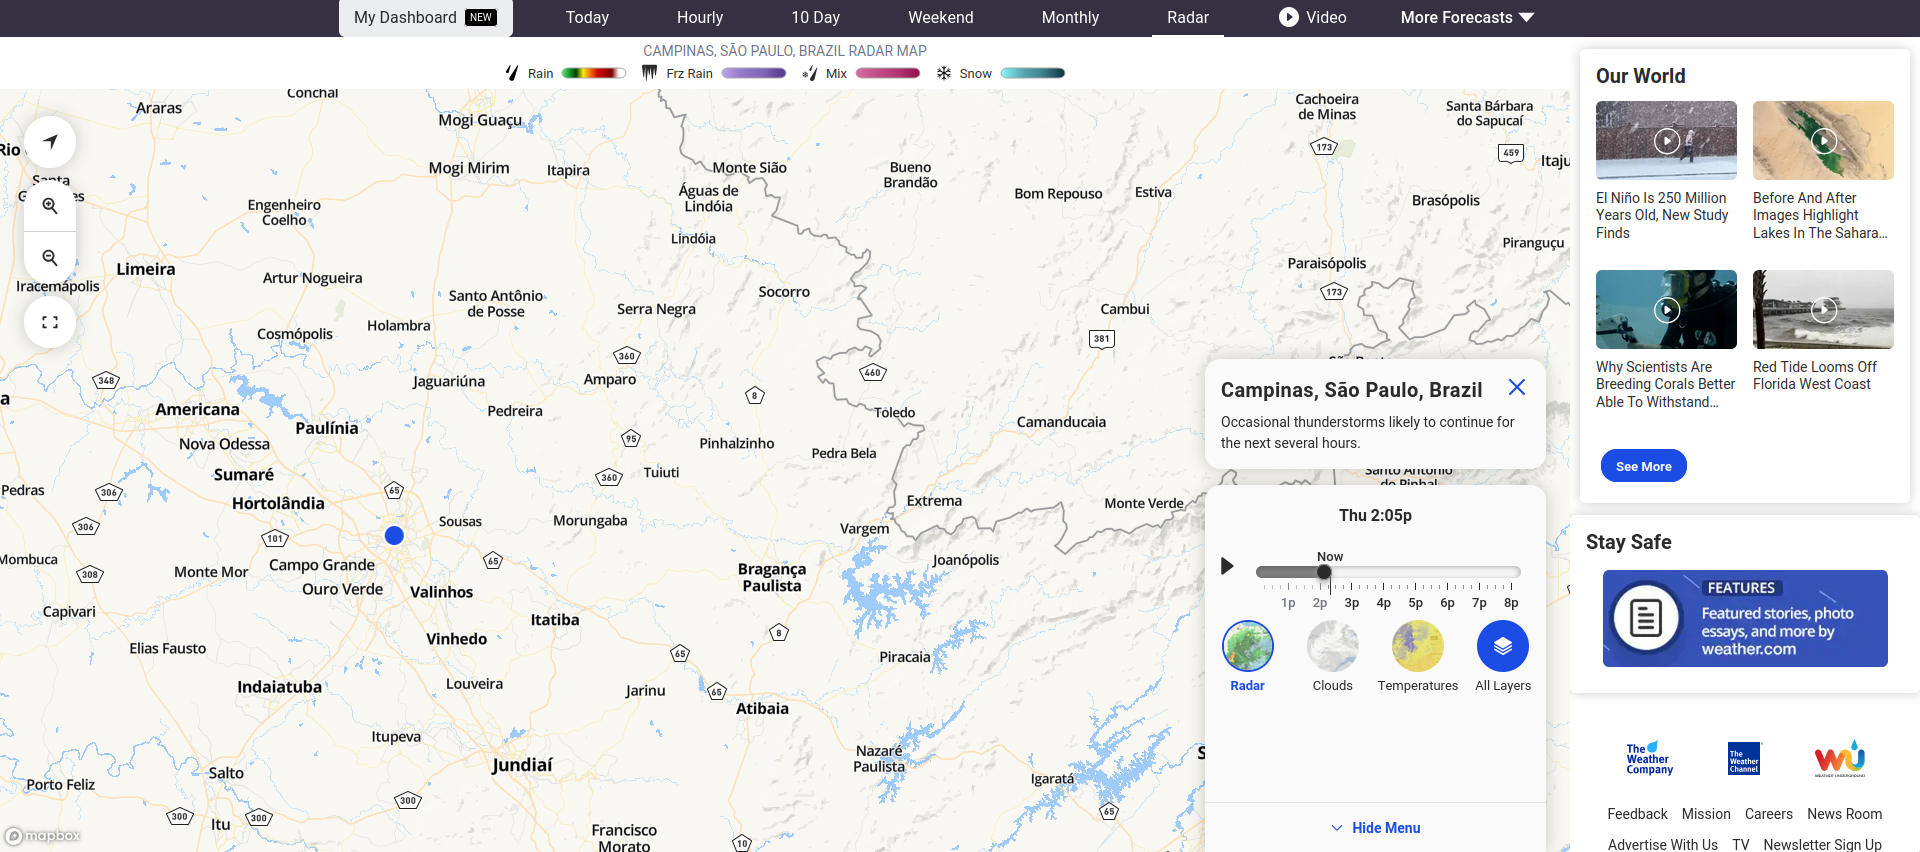 My Dashboard NEW
Today
Hourly
10 Day
Weekend
Monthly
Radar
Video
More Forecasts
CAMPINAS, SÃO PAULO, BRAZIL RADAR MAP
Rain
Frz Rain
Mix
Snow
Conchal
Araras
Mogi Guaçu
Cachoeira
de Minas
Santa Bárbara
do Sapucaí
173
459
Rio
Itaju
Mogi Mirim
Itapira
Monte Sião
Bueno
Brandão
Santa
Águas de
Lindóia
Bom Repouso
Estiva
Brasópolis
Engenheiro
Coelho
Lindóia
Piranguçu
Limeira
Artur Nogueira
Paraisópolis
Iracemápolis
Santo Antônio
de Posse
Socorro
173
Serra Negra
Cambui
Holambra
Cosmópolis
381
360
348
Jaguariúna
Amparo
460
8
a
Americana
Pedreira
Toledo
Camanducaia
Paulínia
Nova Odessa
95
Pinhalzinho
Pedra Bela
Sumaré
360
Tuiuti
Pedras
306
65
Hortolândia
Extrema
Monte Verde
Santo Antônio
do Pinhal
306
Sousas
Morungaba
Vargem
101
Mombuca
65
Joanópolis
308
Monte Mor
Campo Grande
Bragança
Paulista
Ouro Verde
Valinhos
Capivari
Itatiba
Vinhedo
8
Elias Fausto
65
Piracaia
Indaiatuba
Louveira
Jarinu
65
Atibaia
Itupeva
Nazaré
Paulista
Jundiaí
S
Salto
Igaratá
Porto Feliz
300
65
300
300
Itu
Francisco
Morato
10
mapbox
Campinas, São Paulo, Brazil
Occasional thunderstorms likely to continue for
the next several hours.
Thu 2:05p
Now
1p 2p 3p 4p 5p 6p 7p 8p
Radar
Clouds
Temperatures
All Layers
Hide Menu
Our World
El Niño Is 250 Million
Years Old, New Study
Finds
Before And After
Images Highlight
Lakes In The Sahara...
Why Scientists Are
Breeding Corals Better
Able To Withstand...
Red Tide Looms Off
Florida West Coast
See More
Stay Safe
FEATURES
Featured stories, photo
essays, and more by
weather.com
The
Weather
Company
The
Weather
Channel
WU
WEATHER UNDERGROUND
Feedback
Mission
Careers
News Room
Advertise With Us
TV
Newsletter Sign Up